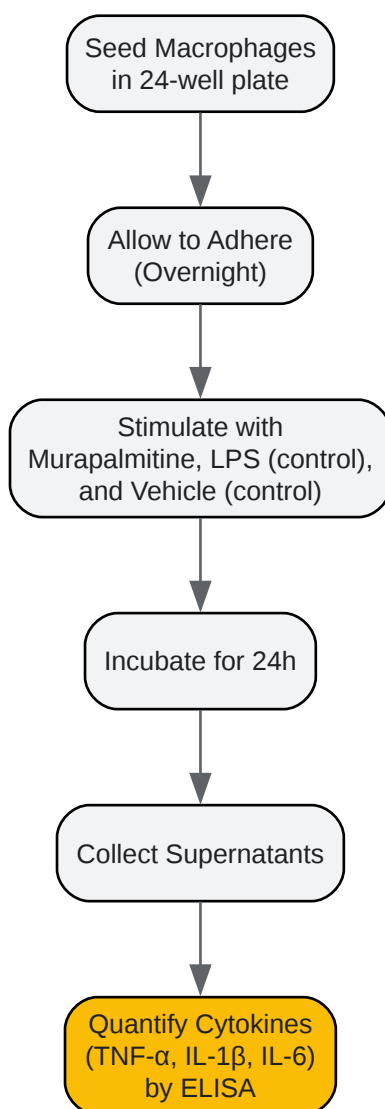 Seed Macrophages
in 24-well plate
Allow to Adhere
(Overnight)
Stimulate with
Murapalmitine, LPS (control),
and Vehicle (control)
Incubate for 24h
Collect Supernatants
Quantify Cytokines
(TNF-α, IL-1β, IL-6)
by ELISA